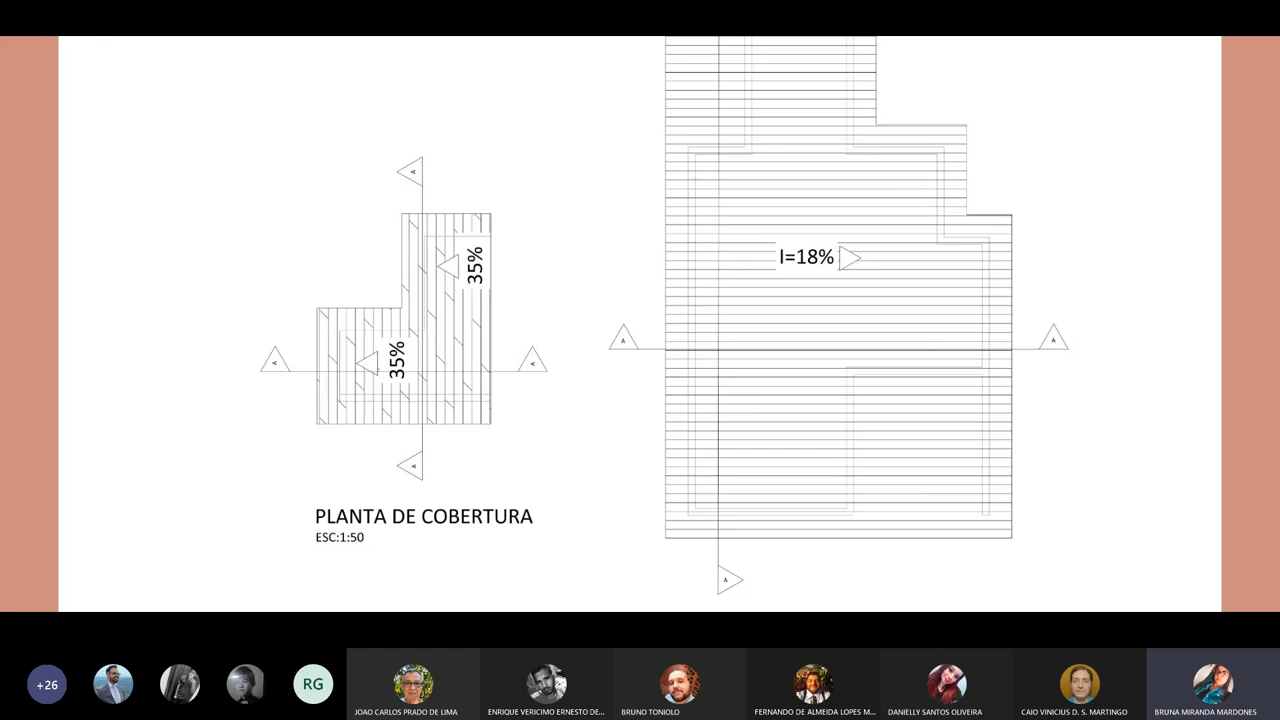 A
35%
I=18%
35%
A
A
A
A
A
PLANTA DE COBERTURA
ESC:1:50
A
+26
RG
JOAO CARLOS PRADO DE LIMA
ENRIQUE VERICIMO ERNESTO DE...
BRUNO TONIOLO
FERNANDO DE ALMEIDA LOPES M...
DANIELLY SANTOS OLIVEIRA
CAIO VINICIUS D. S. MARTINGO
BRUNA MIRANDA MARDONES